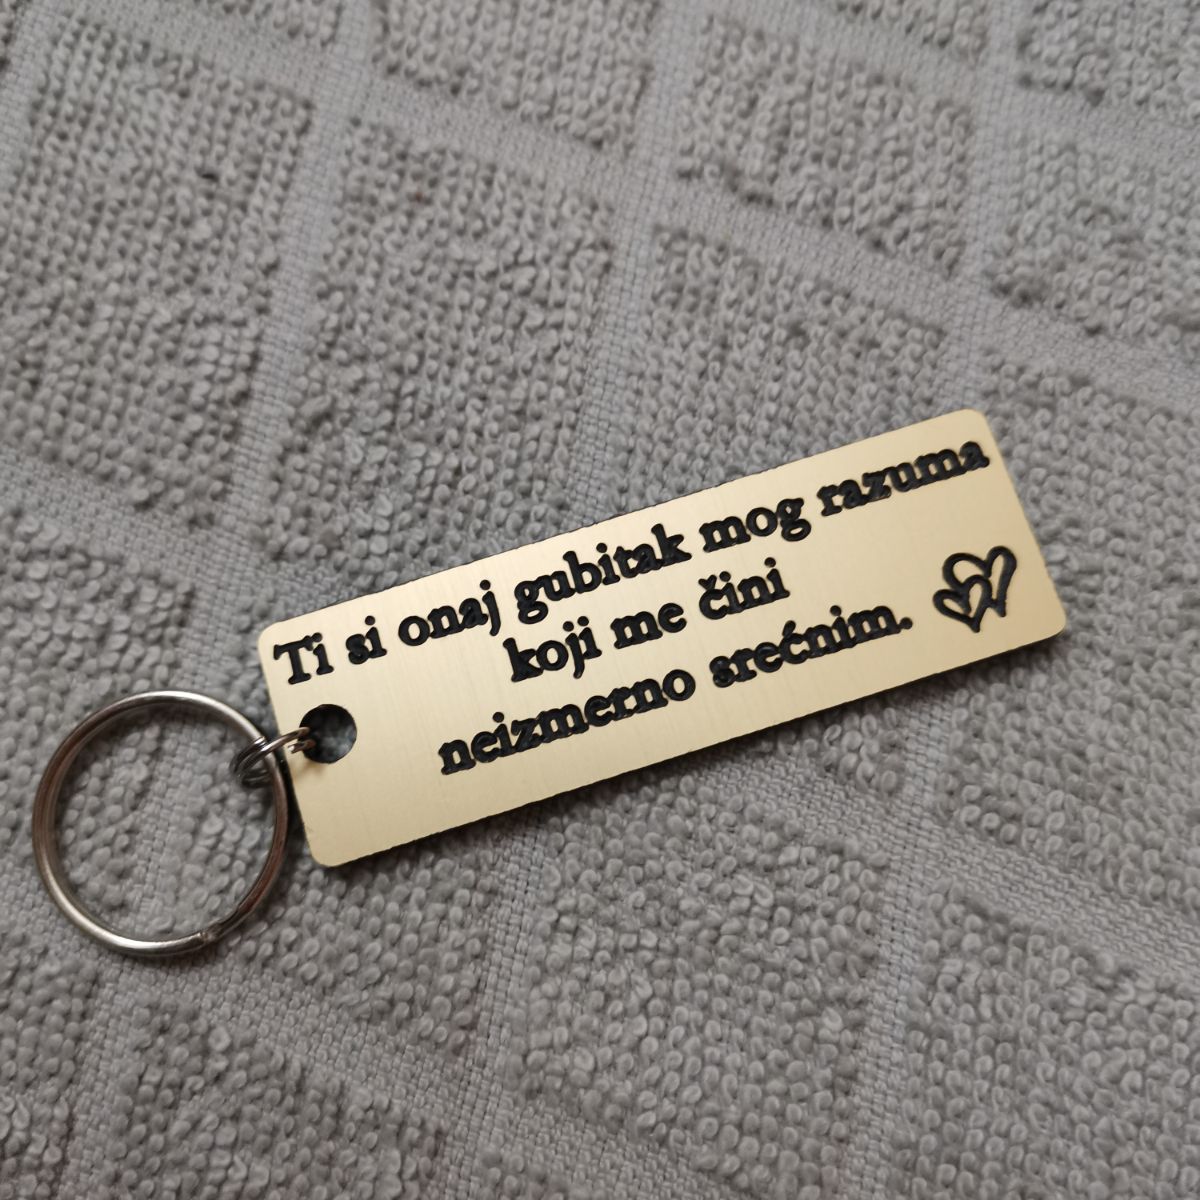 Ti si onaj gubitak mog razuma
koji me čini
neizmerno srećnim.